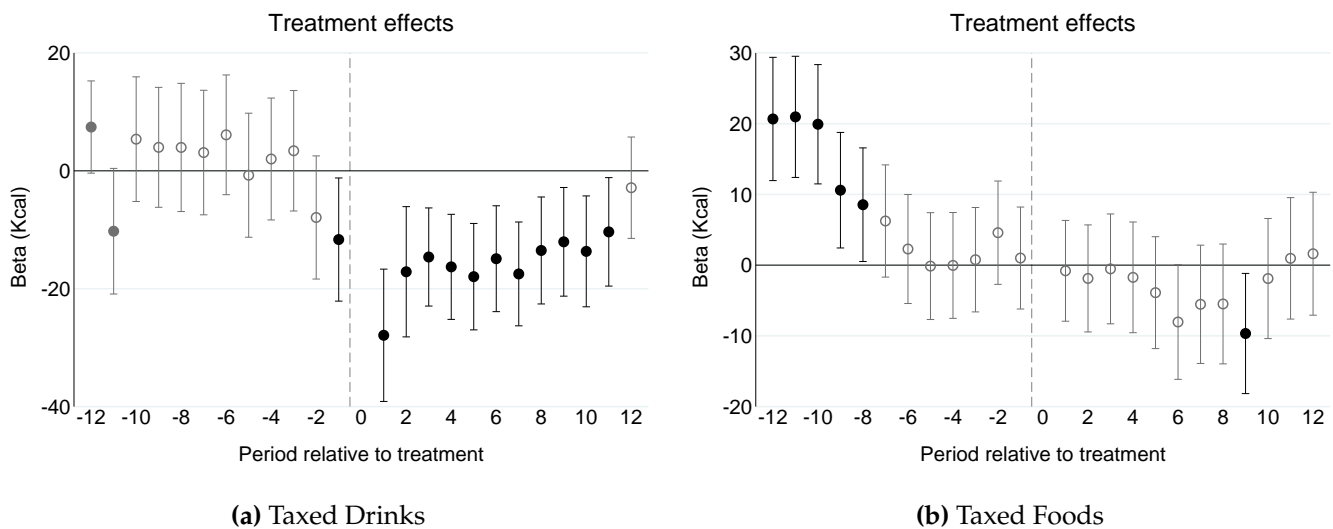 Treatment effects
20
0
-20
-40
Beta (Kcal)
-12 -10 -8 -6 -4 -2 0 2 4 6 8 10 12
Period relative to treatment
(a) Taxed Drinks
Treatment effects
30
20
10
0
-10
-20
Beta (Kcal)
-12 -10 -8 -6 -4 -2 0 2 4 6 8 10 12
Period relative to treatment
(b) Taxed Foods